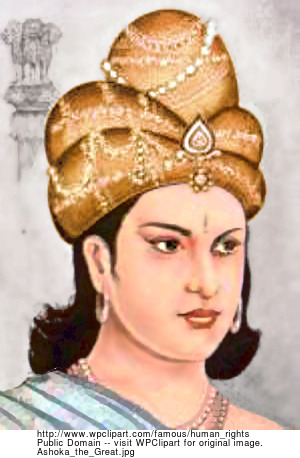 http://www.wpclipart.com/famous/human_rights
Public Domain -- visit WPClipart for original image.
Ashoka_the_Great.jpg